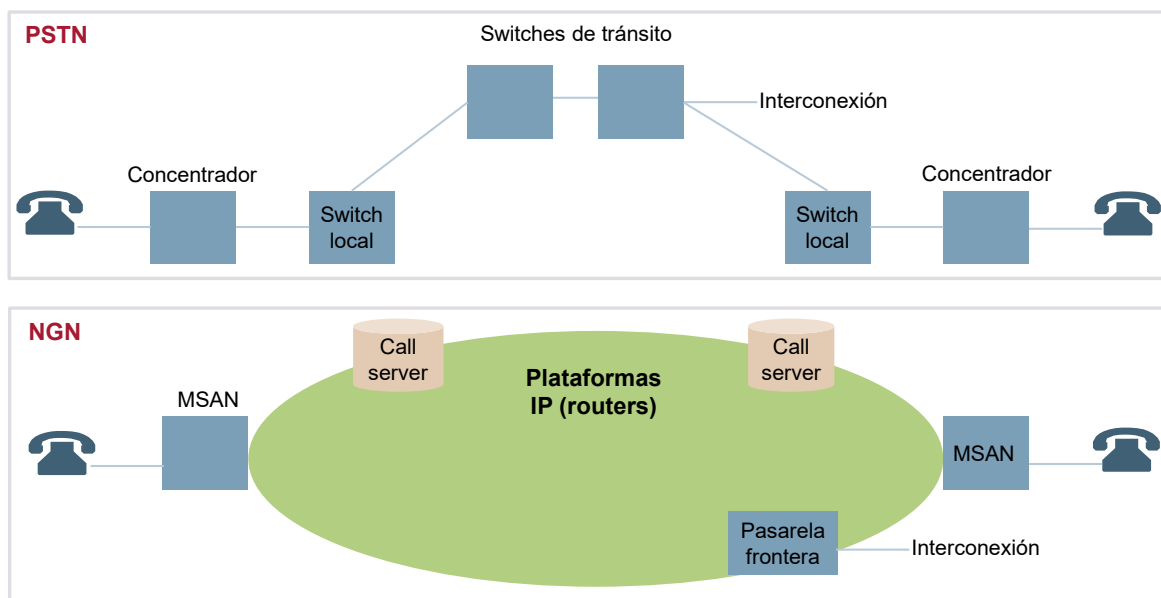 PSTN
Switches de tránsito
Interconexión
Concentrador
Concentrador
Switch
local
Switch
local
NGN
Call
server
Call
server
Plataformas
IP (routers)
MSAN
MSAN
Pasarela
frontera
Interconexión